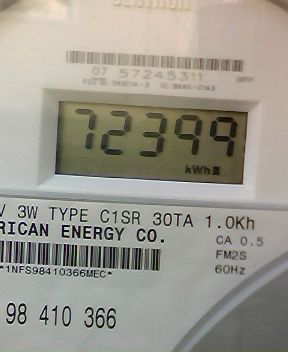 07 57245311
72399
kWh
V 3W TYPE C1SR 30TA 1.0Kh
RICAN ENERGY CO.
CA 0.5
FM2S
60Hz
*1NFS98410366MEC*
98 410 366